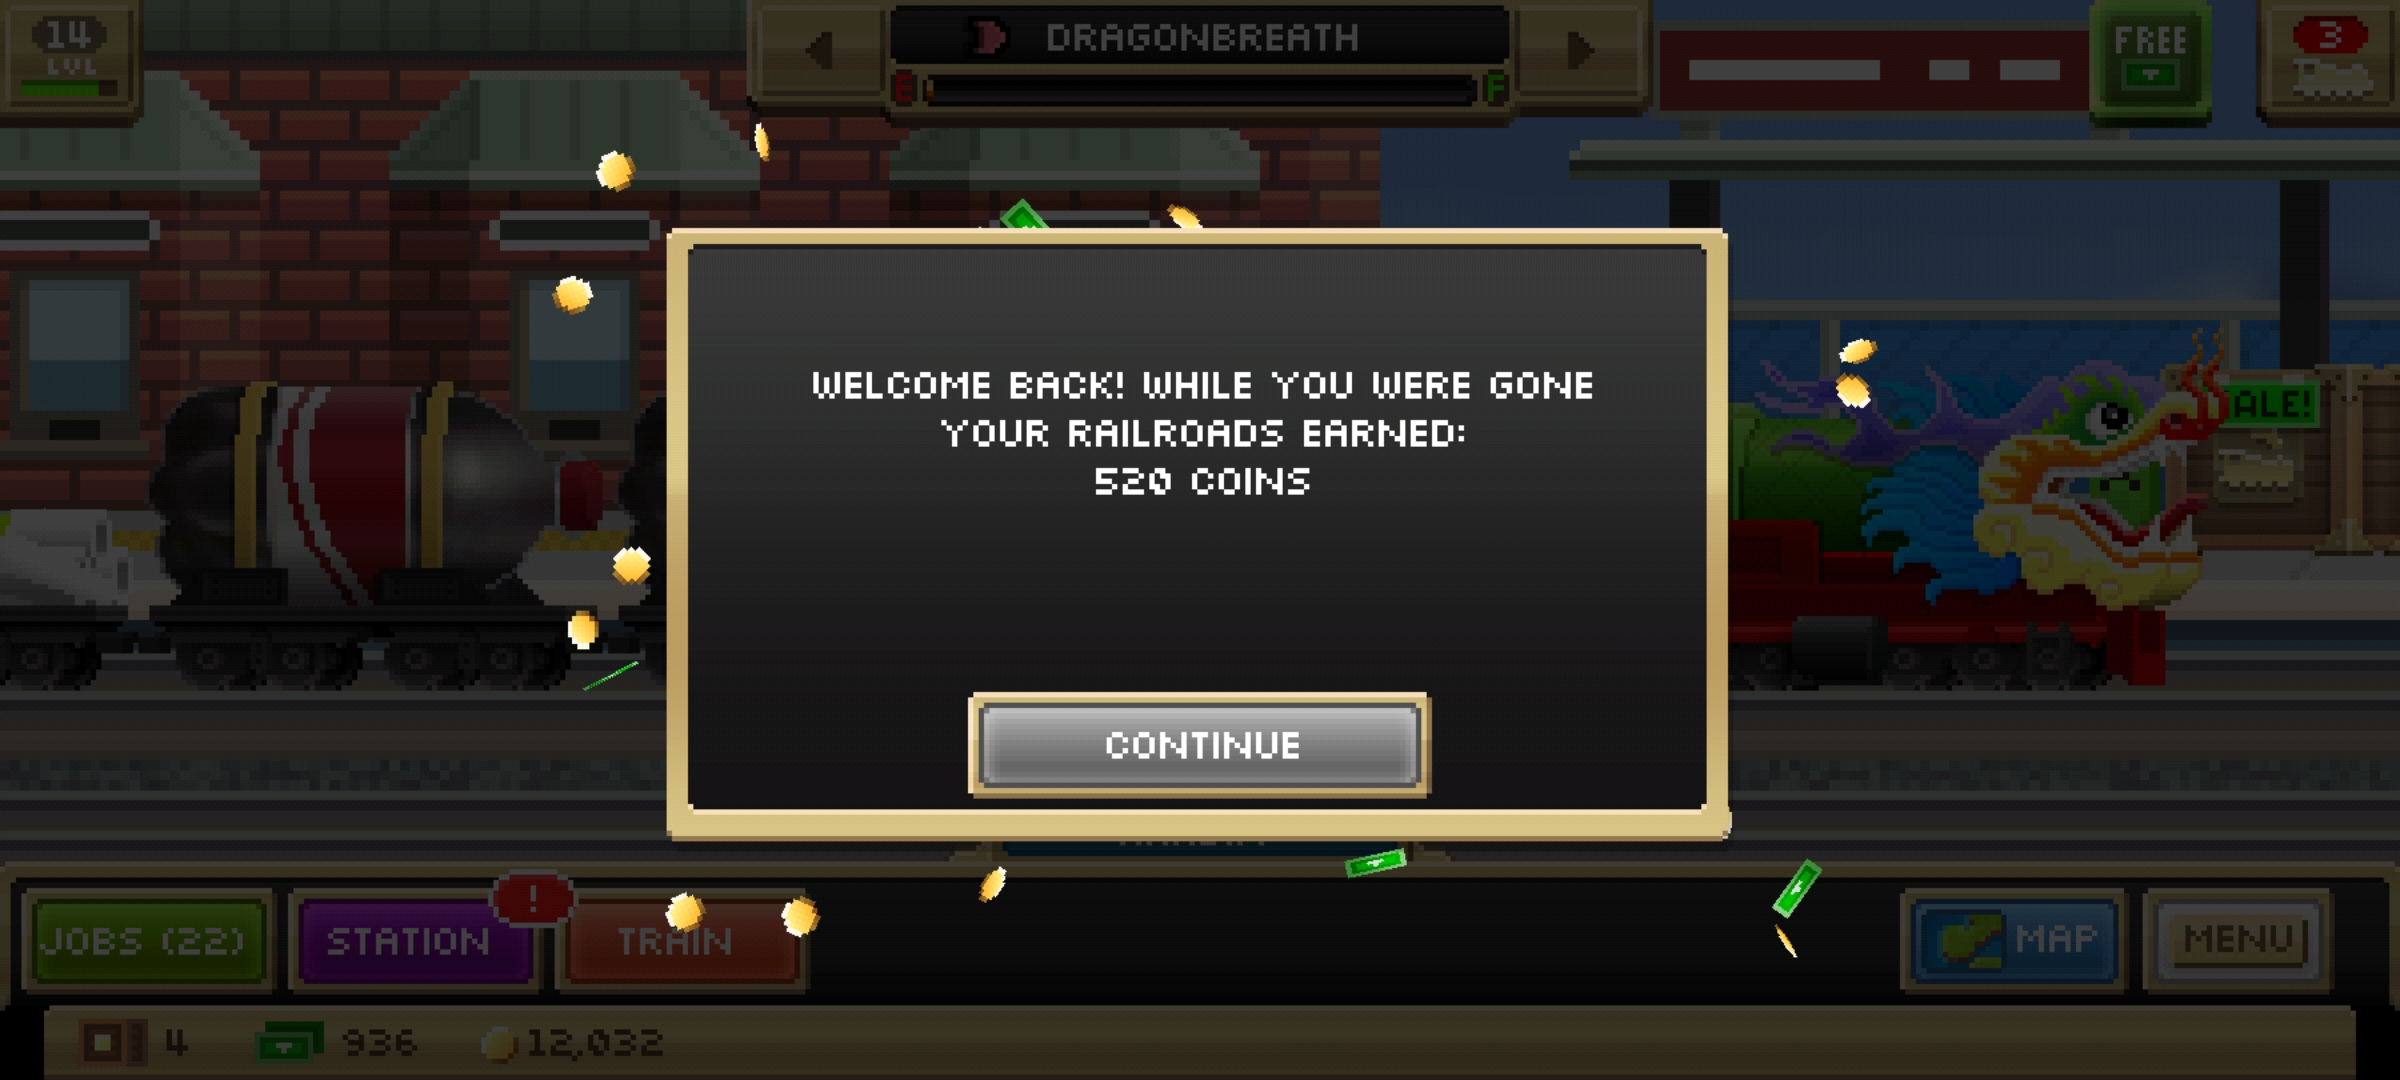 14
LVL
DRAGONBREATH
E F
FREE
3
WELCOME BACK! WHILE YOU WERE GONE
YOUR RAILROADS EARNED:
520 COINS
ALE!
CONTINUE
!
JOBS (22)
STATION
TRAIN
MAP
MENU
4
936
12,032